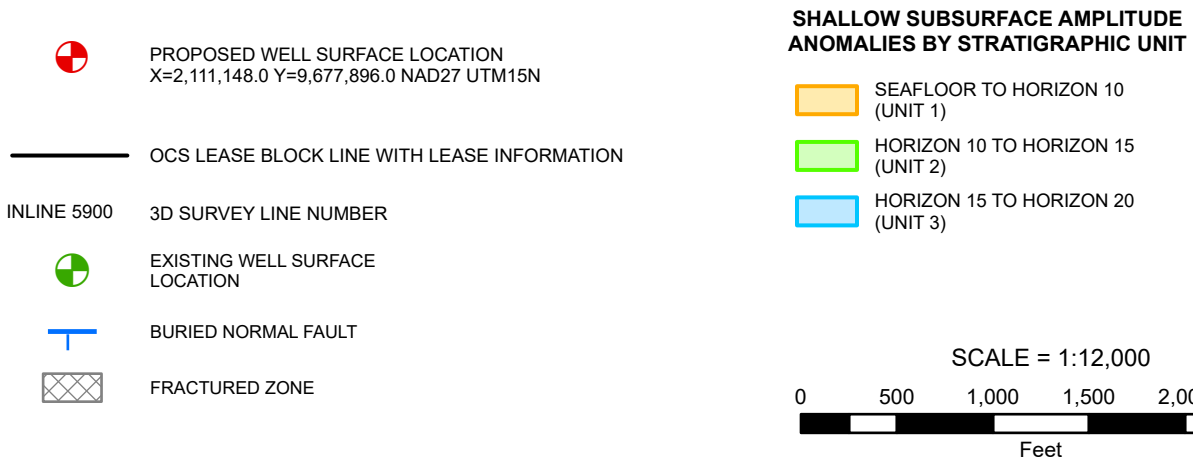 PROPOSED WELL SURFACE LOCATION
X=2,111,148.0 Y=9,677,896.0 NAD27 UTM15N
OCS LEASE BLOCK LINE WITH LEASE INFORMATION
INLINE 5900 3D SURVEY LINE NUMBER
EXISTING WELL SURFACE
LOCATION
BURIED NORMAL FAULT
FRACTURED ZONE
SHALLOW SUBSURFACE AMPLITUDE
ANOMALIES BY STRATIGRAPHIC UNIT
SEAFLOOR TO HORIZON 10
(UNIT 1)
HORIZON 10 TO HORIZON 15
(UNIT 2)
HORIZON 15 TO HORIZON 20
(UNIT 3)
SCALE = 1:12,000
0 500 1,000 1,500
Feet